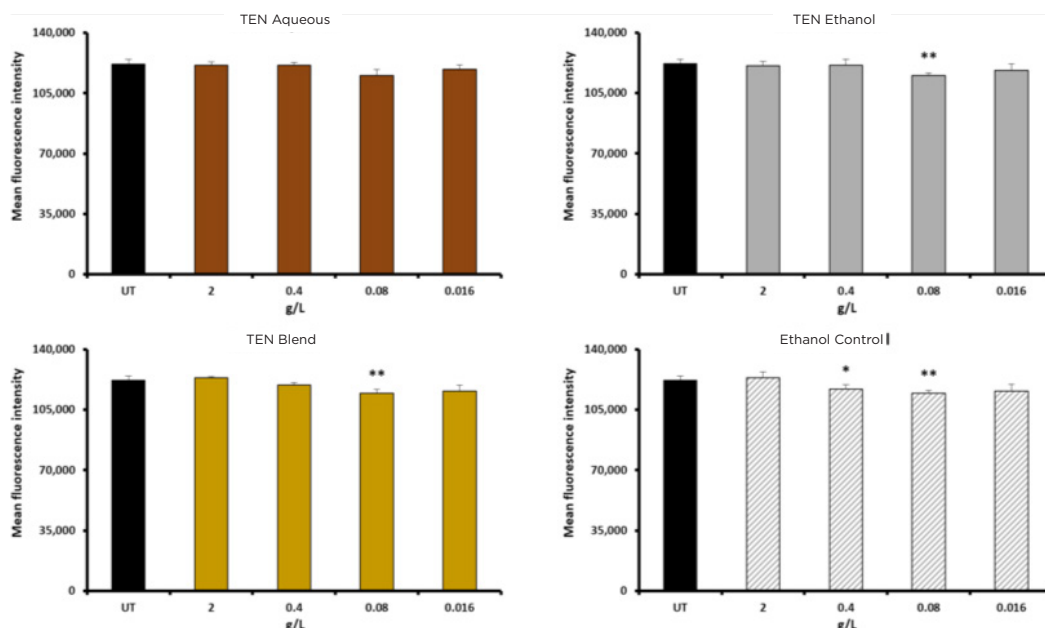 TEN Aqueous
140,000
105,000
70,000
35,000
0
Mean fluorescence intensity
UT 2 0.4 0.08 0.016
g/L
TEN Ethanol
140,000
105,000
70,000
35,000
0
Mean fluorescence intensity
**
UT 2 0.4 0.08 0.016
g/L
TEN Blend
140,000
105,000
70,000
35,000
0
Mean fluorescence intensity
**
UT 2 0.4 0.08 0.016
g/L
Ethanol Control
140,000
105,000
70,000
35,000
0
Mean fluorescence intensity
* **
UT 2 0.4 0.08 0.016
g/L